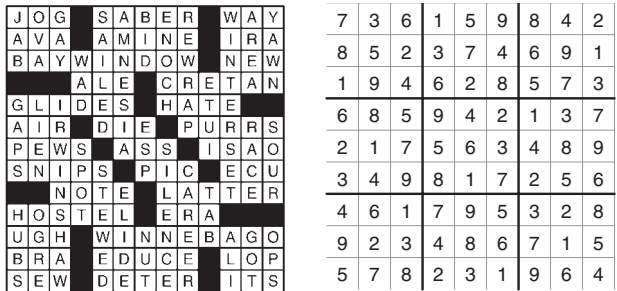 JOG SABER WAY
AVA AMINE IRA
BAYWINDOW NEW
ALE CRETAN
GLIDES HATE
AIR DIE PURRS
PEWS ASS ISAO
SNIPS PIC ECU
NOTE LATTER
HOSTEL ERA
UGH WINNEBAGO
BRA EDUCE LOP
SEW DETER ITS
7 3 6 1 5 9 8 4 2
8 5 2 3 7 4 6 9 1
1 9 4 6 2 8 5 7 3
6 8 5 9 4 2 1 3 7
2 1 7 5 6 3 4 8 9
3 4 9 8 1 7 2 5 6
4 6 1 7 9 5 3 2 8
9 2 3 4 8 6 7 1 5
5 7 8 2 3 1 9 6 4